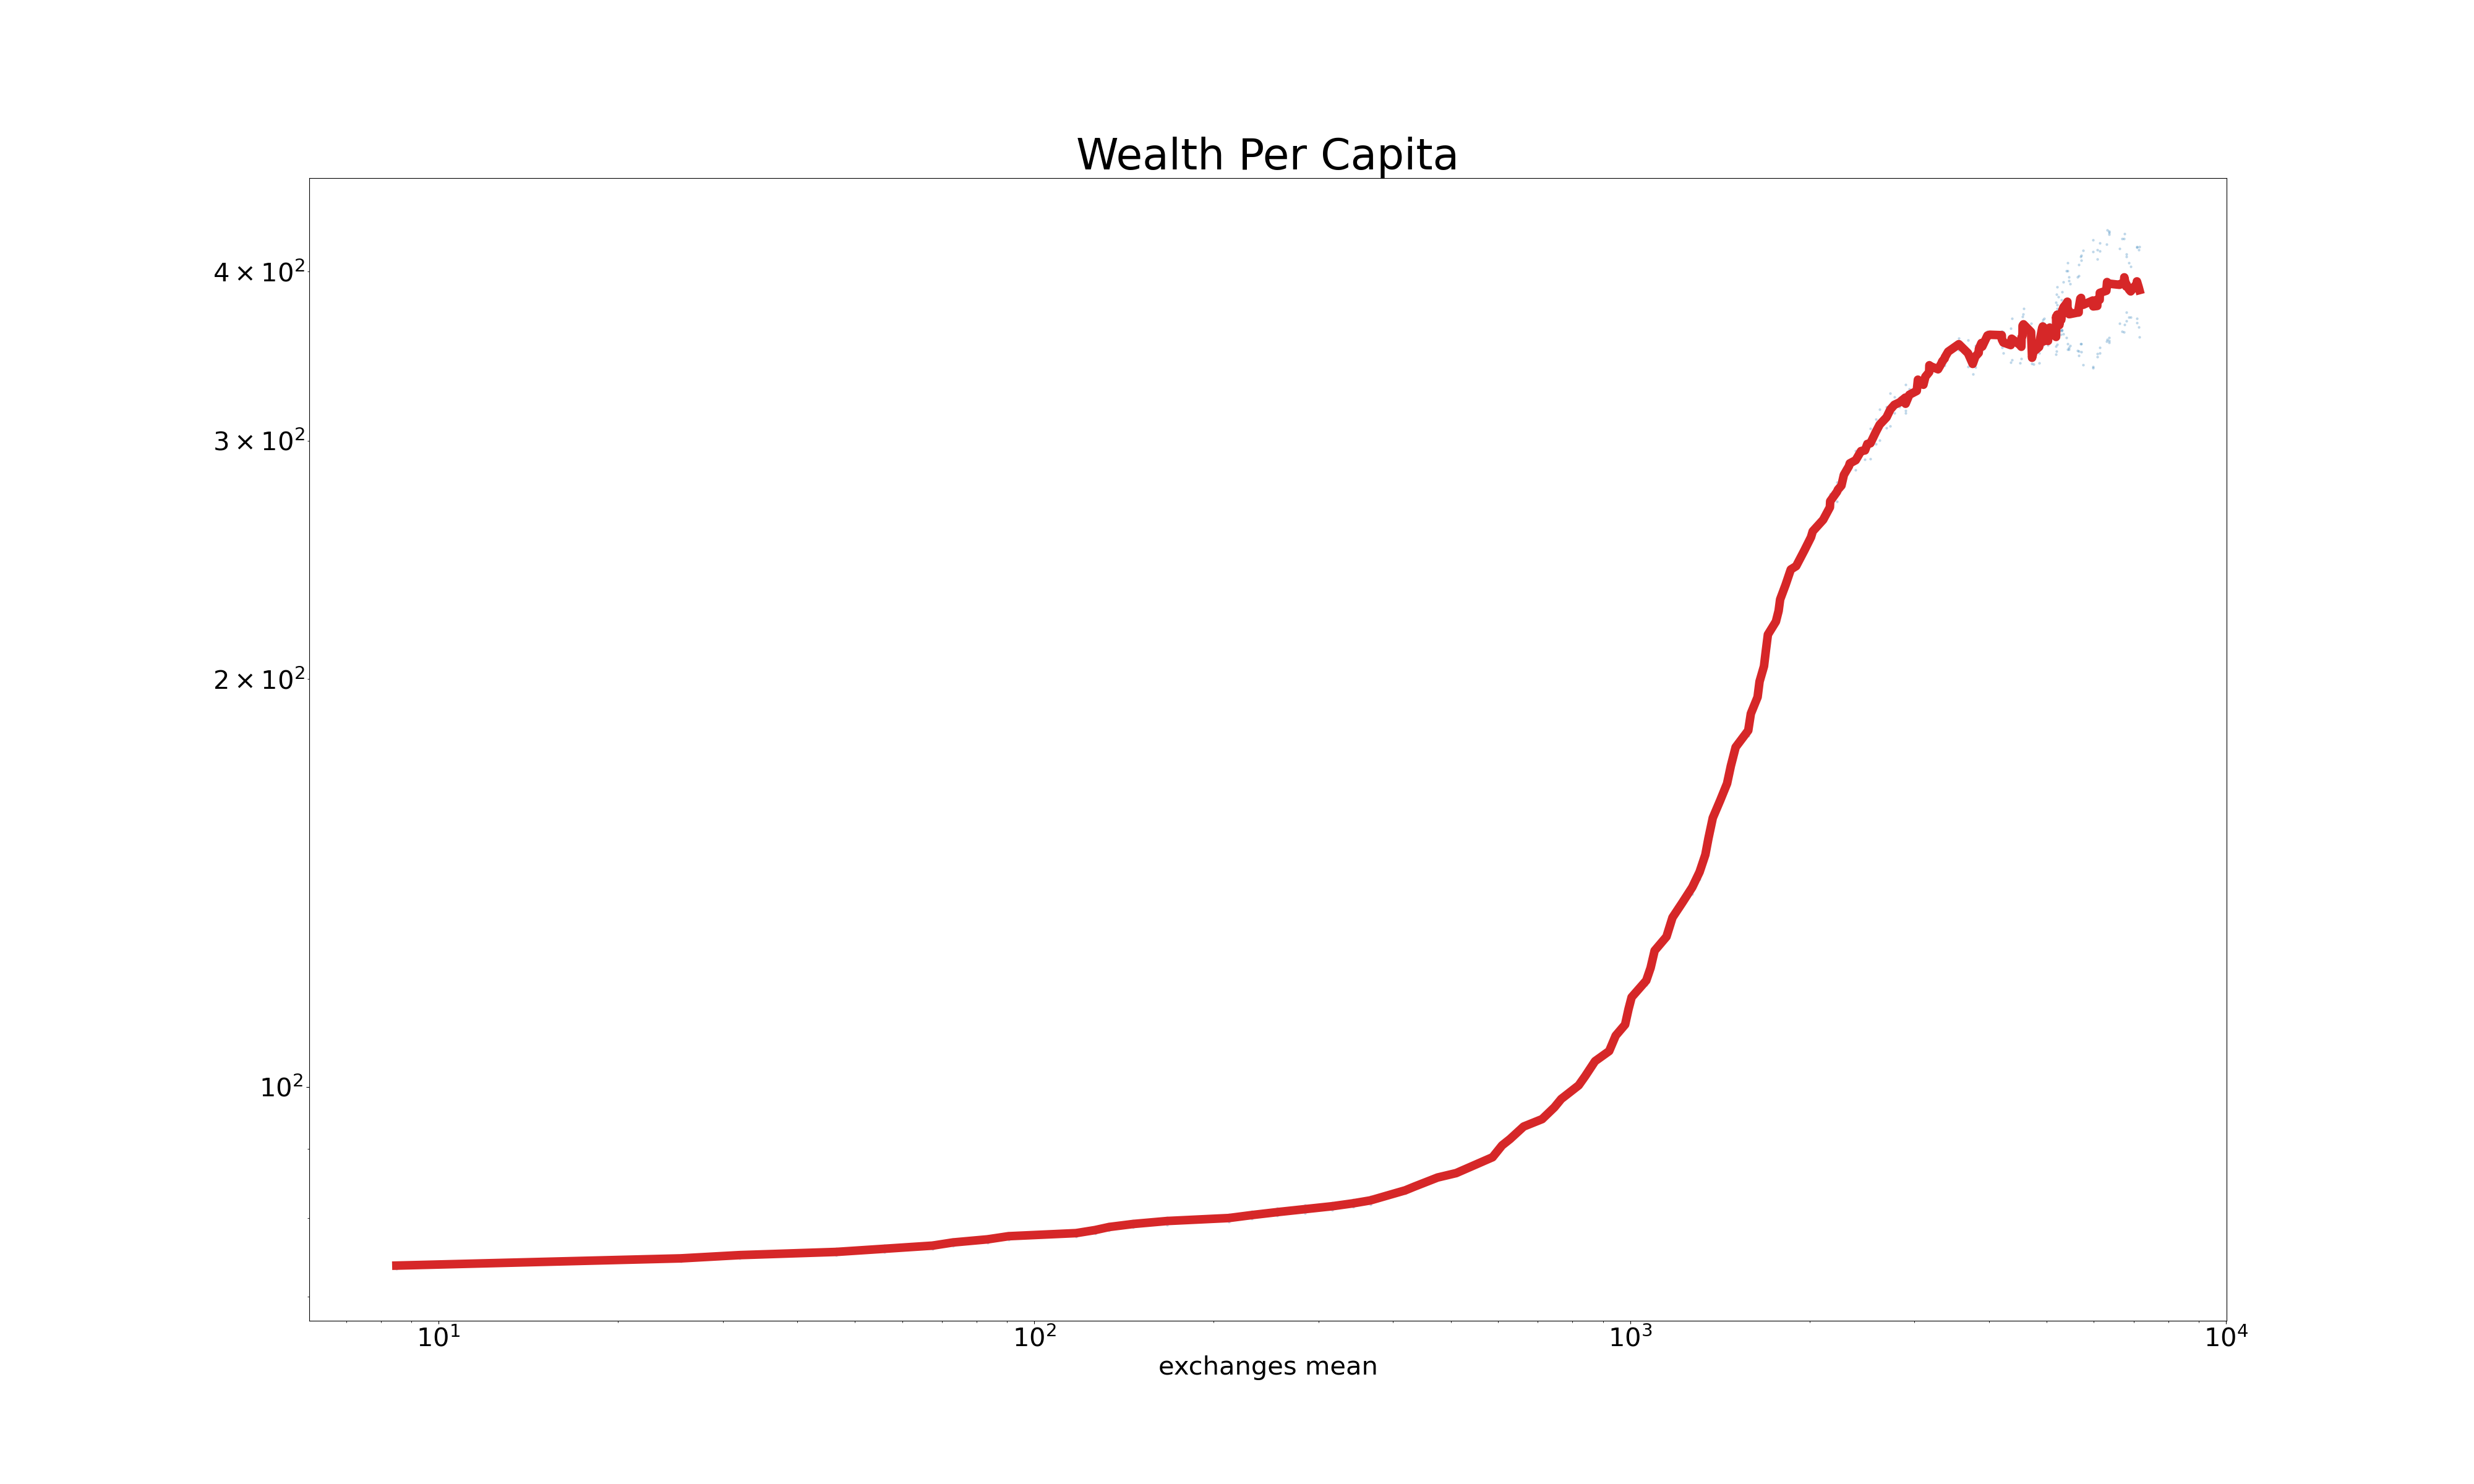 Wealth Per Capita
4 × 10²
3 × 10²
2 × 10²
10²
10¹ 10² 10³ 10⁴
exchanges mean